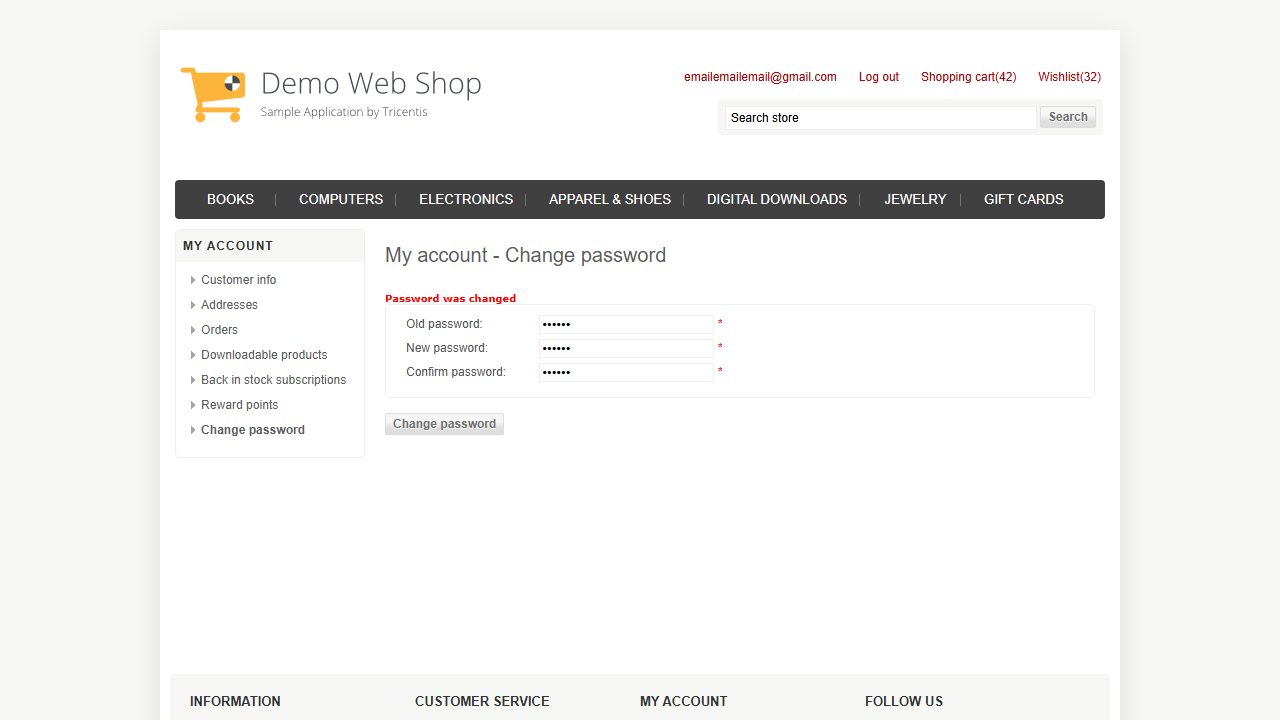 Demo Web Shop
Sample Application by Tricentis
emailemailemail@gmail.com Log out Shopping cart(42) Wishlist(32)
Search store Search
BOOKS COMPUTERS ELECTRONICS APPAREL & SHOES DIGITAL DOWNLOADS JEWELRY GIFT CARDS
MY ACCOUNT
Customer info
Addresses
Orders
Downloadable products
Back in stock subscriptions
Reward points
Change password
My account - Change password
Password was changed
Old password: •••••• *
New password: •••••• *
Confirm password: •••••• *
Change password
INFORMATION CUSTOMER SERVICE MY ACCOUNT FOLLOW US